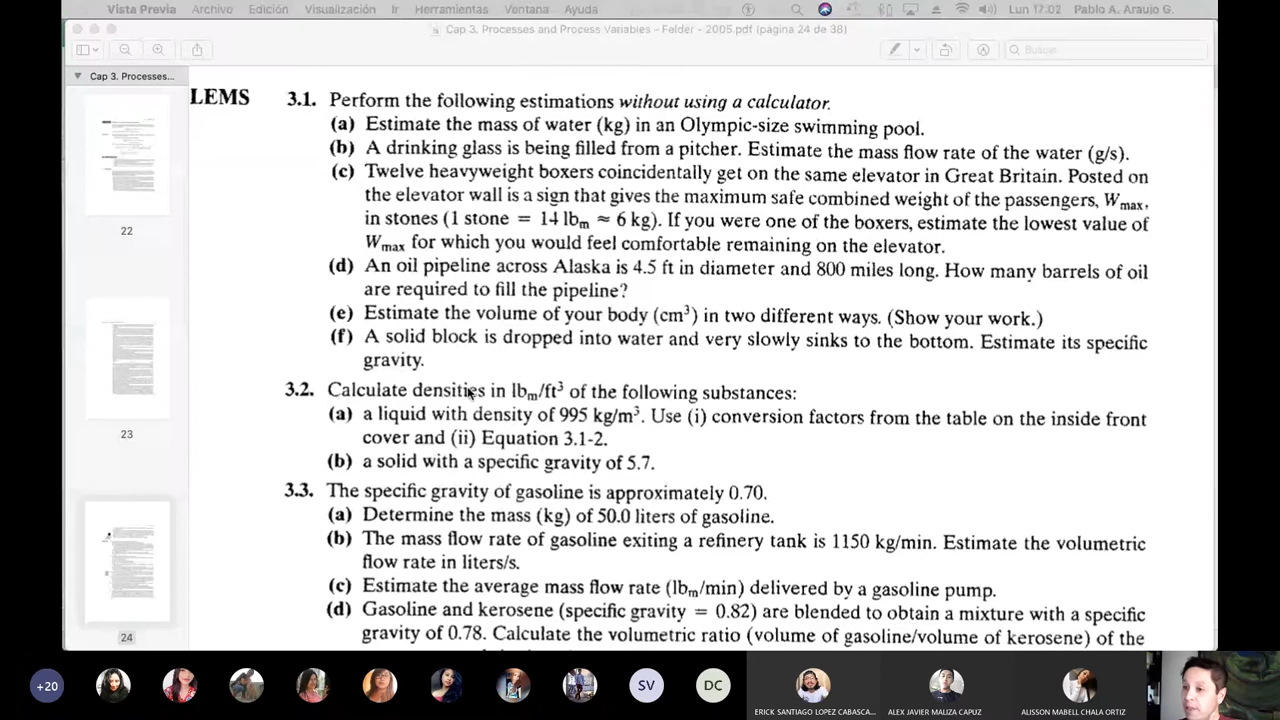 Vista Previa Archivo Edición Visualización Ir Herramientas Ventana Ayuda Lun 17:02 Pablo A. Araujo G.
Cap 3. Processes and Process Variables – Felder - 2005.pdf (página 24 de 38)
Buscar
Cap 3. Processes...
22
23
24
LEMS
3.1. Perform the following estimations without using a calculator.
(a) Estimate the mass of water (kg) in an Olympic-size swimming pool.
(b) A drinking glass is being filled from a pitcher. Estimate the mass flow rate of the water (g/s).
(c) Twelve heavyweight boxers coincidentally get on the same elevator in Great Britain. Posted on
the elevator wall is a sign that gives the maximum safe combined weight of the passengers, Wmax,
in stones (1 stone = 14 lbm ≈ 6 kg). If you were one of the boxers, estimate the lowest value of
Wmax for which you would feel comfortable remaining on the elevator.
(d) An oil pipeline across Alaska is 4.5 ft in diameter and 800 miles long. How many barrels of oil
are required to fill the pipeline?
(e) Estimate the volume of your body (cm³) in two different ways. (Show your work.)
(f) A solid block is dropped into water and very slowly sinks to the bottom. Estimate its specific
gravity.
3.2. Calculate densities in lbm/ft³ of the following substances:
(a) a liquid with density of 995 kg/m³. Use (i) conversion factors from the table on the inside front
cover and (ii) Equation 3.1-2.
(b) a solid with a specific gravity of 5.7.
3.3. The specific gravity of gasoline is approximately 0.70.
(a) Determine the mass (kg) of 50.0 liters of gasoline.
(b) The mass flow rate of gasoline exiting a refinery tank is 1150 kg/min. Estimate the volumetric
flow rate in liters/s.
(c) Estimate the average mass flow rate (lbm/min) delivered by a gasoline pump.
(d) Gasoline and kerosene (specific gravity = 0.82) are blended to obtain a mixture with a specific
gravity of 0.78. Calculate the volumetric ratio (volume of gasoline/volume of kerosene) of the
+20 SV DC
ERICK SANTIAGO LOPEZ CABASCA... ALEX JAVIER MALIZA CAPUZ ALISSON MABELL CHALA ORTIZ